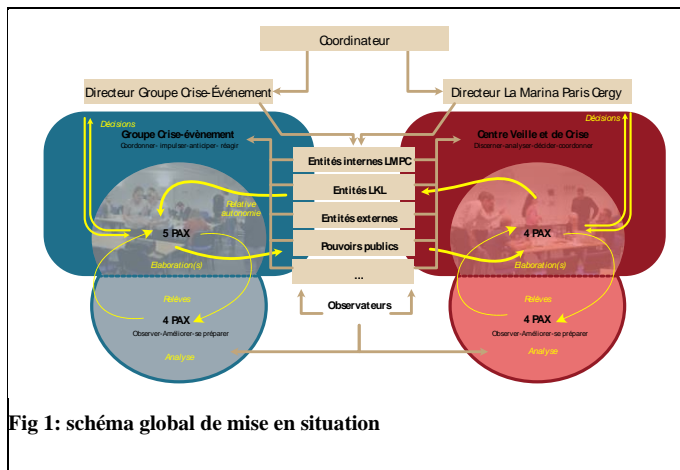 Coordinateur
Directeur Groupe Crise-Événement
Directeur La Marina Paris Cergy
Décisions
Groupe Crise-évènement
Coordonner- impulser-anticiper- réagir
Centre Veille et de Crise
Discerner-analyser-décider-coordonner
Décisions
Entités internes LMPC
Entités LKL
Relative
autonomie
Entités externes
5 PAX
4 PAX
Pouvoirs publics
Elaboration(s)
Elaboration(s)
...
Relèves
Observateurs
Relèves
4 PAX
Observer-Améliorer-se préparer
4 PAX
Observer-Améliorer-se préparer
Analyse
Analyse
Fig 1: schéma global de mise en situation